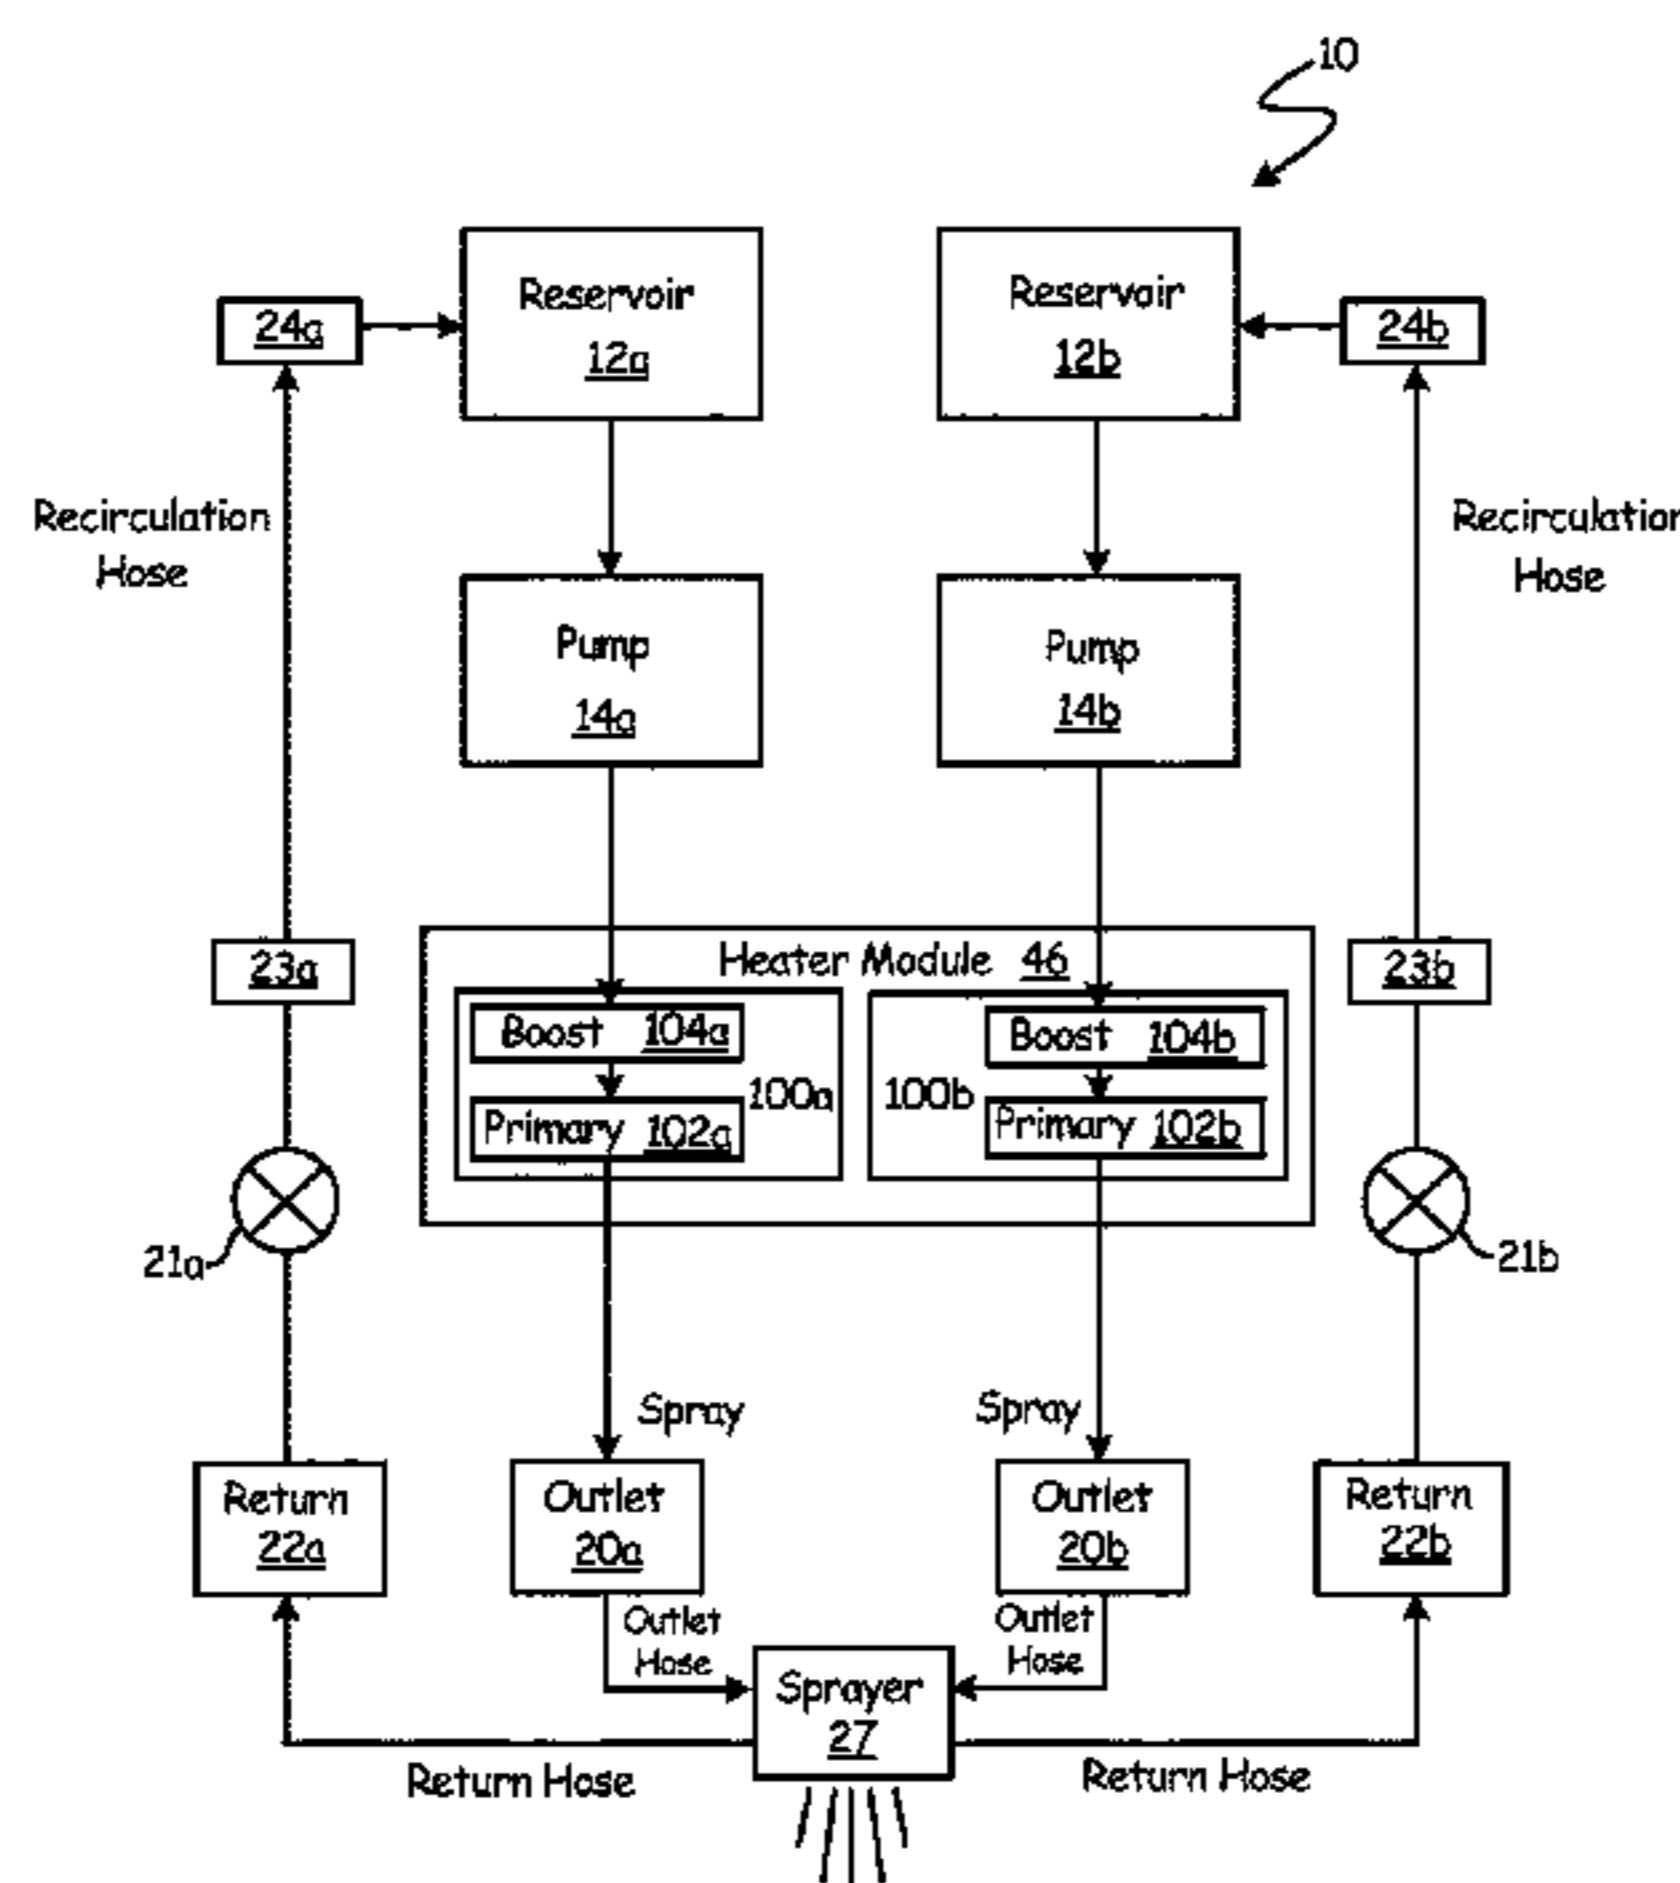 10
Reservoir
12a
Reservoir
12b
24a
24b
Recirculation
Hose
Recirculation
Hose
Pump
14a
Pump
14b
Heater Module 46
23a
23b
Boost 104a
100a
Primary 102a
Boost 104b
100b
Primary 102b
21a
21b
Spray
Spray
Return
22a
Outlet
20a
Outlet
20b
Return
22b
Outlet
Hose
Outlet
Hose
Sprayer
27
Return Hose
Return Hose